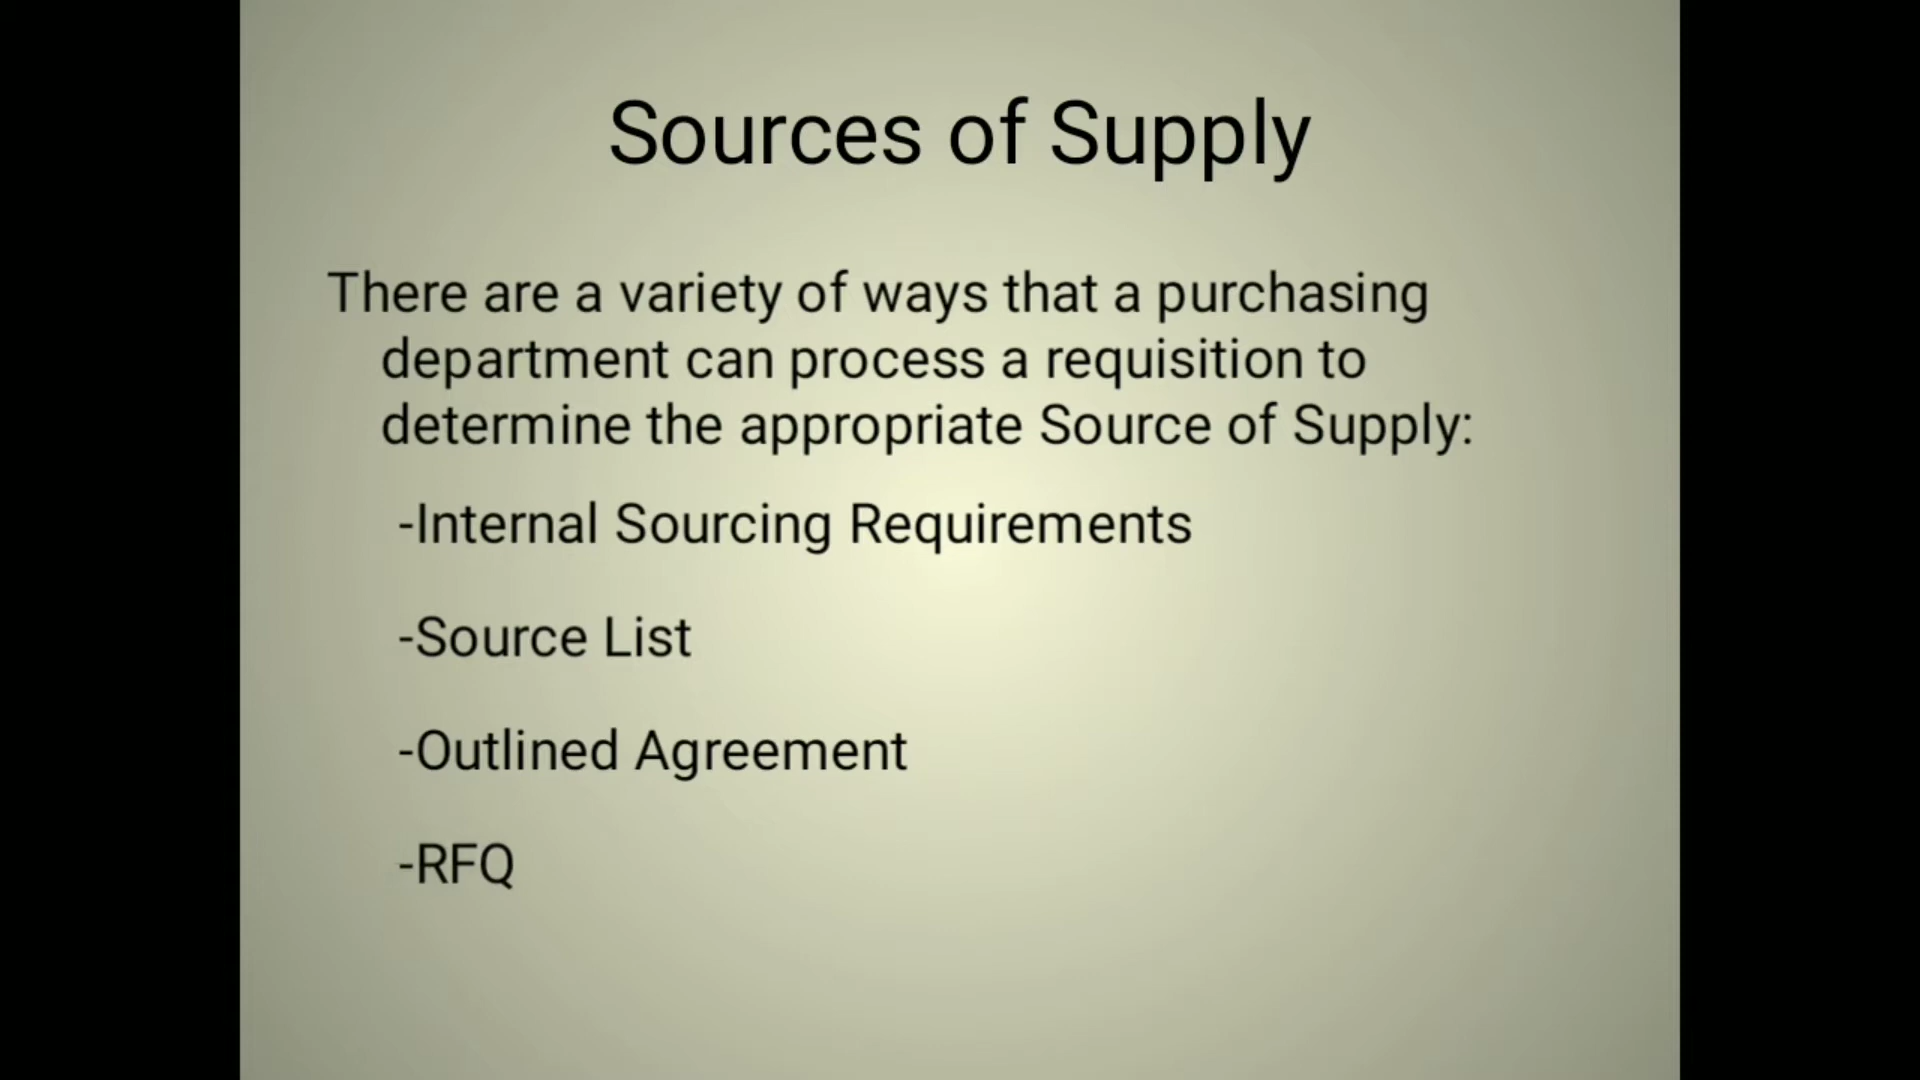 Sources of Supply
There are a variety of ways that a purchasing
department can process a requisition to
determine the appropriate Source of Supply:
-Internal Sourcing Requirements
-Source List
-Outlined Agreement
-RFQ